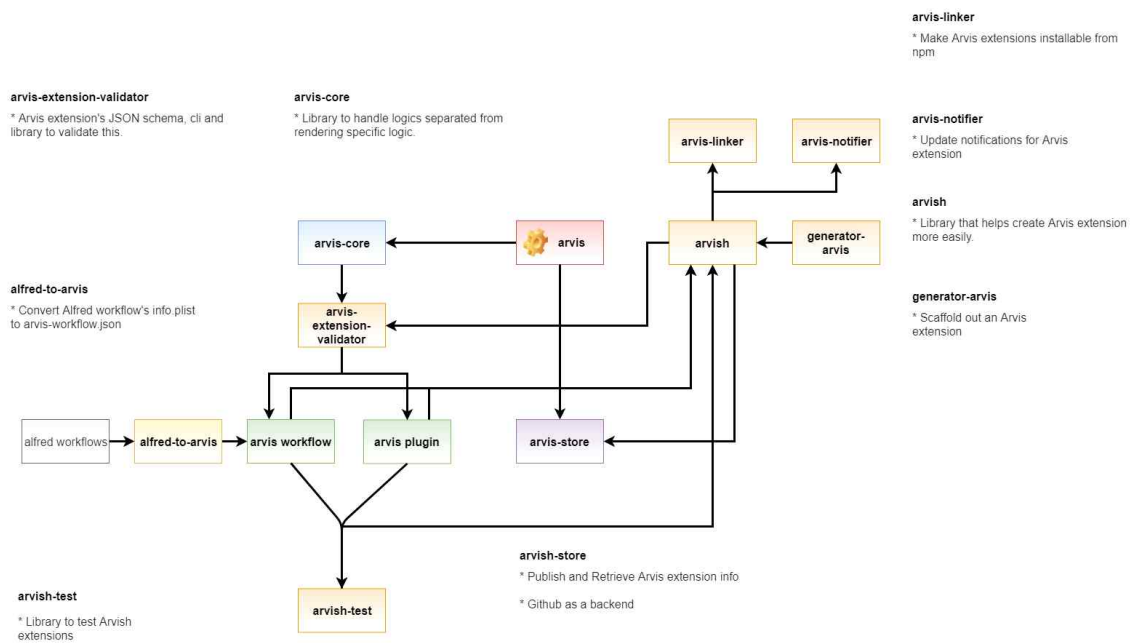 arvis-linker
* Make Arvis extensions installable from
npm
arvis-extension-validator
* Arvis extension's JSON schema, cli and
library to validate this.
arvis-core
* Library to handle logics separated from
rendering specific logic.
arvis-notifier
* Update notifications for Arvis
extension
arvis-linker
arvis-notifier
arvish
* Library that helps create Arvis extension
more easily.
arvis-core
arvis
arvish
generator-
arvis
alfred-to-arvis
* Convert Alfred workflow's info.plist
to arvis-workflow.json
arvis-
extension-
validator
generator-arvis
* Scaffold out an Arvis
extension
alfred workflows
alfred-to-arvis
arvis workflow
arvis plugin
arvis-store
arvish-store
* Publish and Retrieve Arvis extension info
* Github as a backend
arvish-test
* Library to test Arvish
extensions
arvish-test